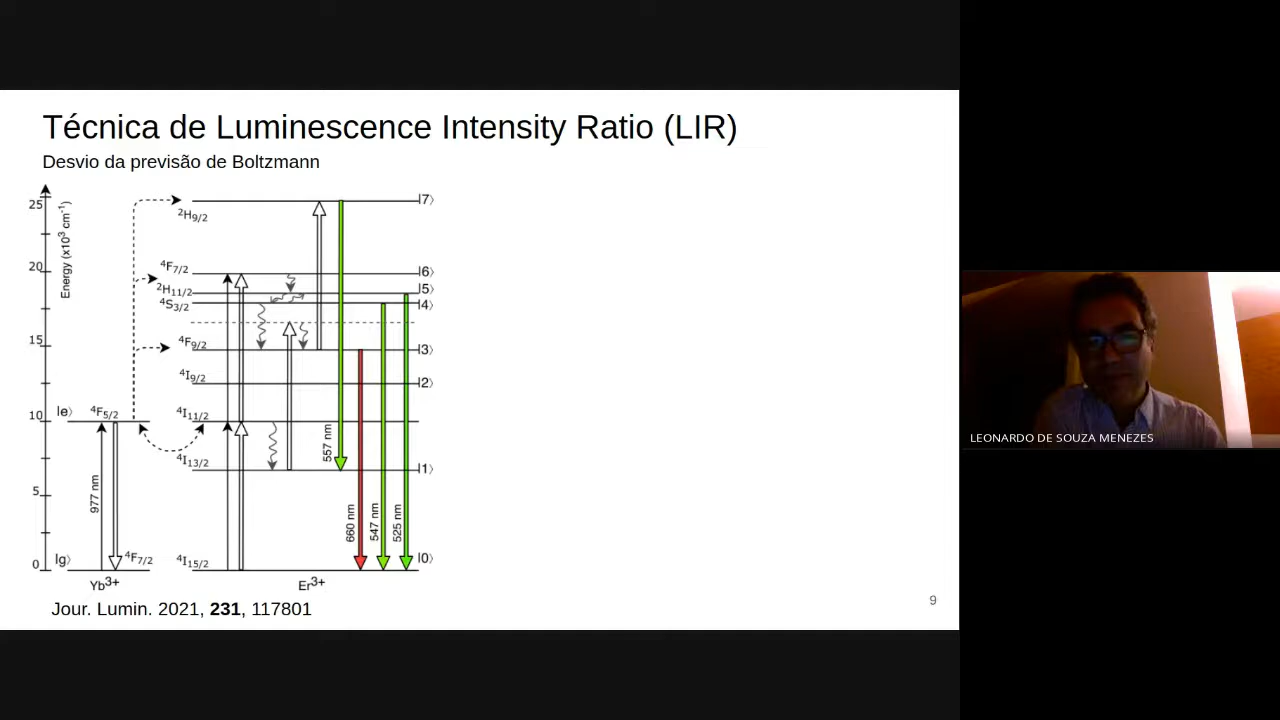 Técnica de Luminescence Intensity Ratio (LIR)
Desvio da previsão de Boltzmann
Energy (x10³ cm⁻¹)
25
20
15
10
5
0
²H9/2
|7⟩
⁴F7/2
|6⟩
²H11/2
|5⟩
⁴S3/2
|4⟩
⁴F9/2
|3⟩
⁴I9/2
|2⟩
|e⟩
⁴F5/2
⁴I11/2
⁴I13/2
|1⟩
977 nm
557 nm
660 nm
547 nm
525 nm
|g⟩
⁴F7/2
⁴I15/2
|0⟩
Yb³⁺
Er³⁺
Jour. Lumin. 2021, 231, 117801
9
LEONARDO DE SOUZA MENEZES